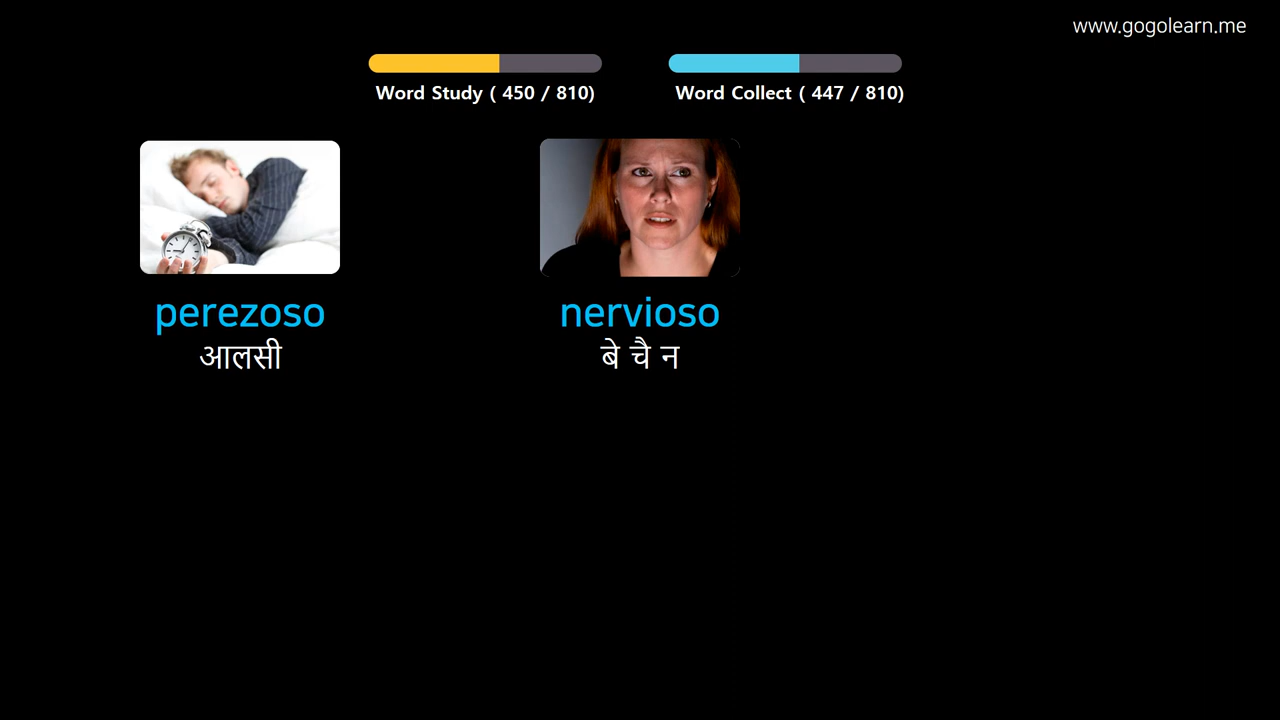 www.gogolearn.me
Word Study ( 450 / 810)
Word Collect ( 447 / 810)
perezoso
आलसी
nervioso
बे चै न